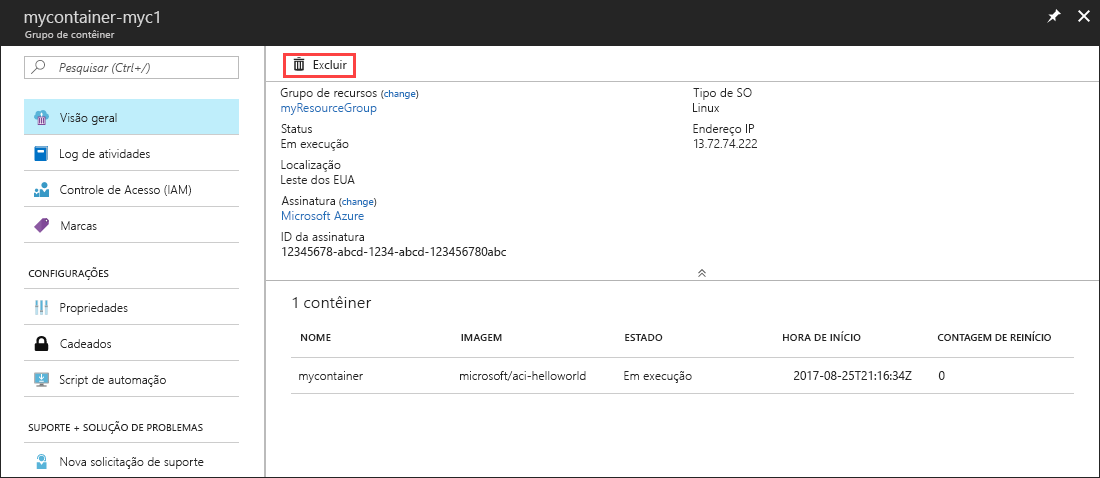 mycontainer-myc1
Grupo de contêiner
Pesquisar (Ctrl+/)
Visão geral
Log de atividades
Controle de Acesso (IAM)
Marcas
CONFIGURAÇÕES
Propriedades
Cadeados
Script de automação
SUPORTE + SOLUÇÃO DE PROBLEMAS
Nova solicitação de suporte
Excluir
Grupo de recursos (change)
myResourceGroup
Status
Em execução
Localização
Leste dos EUA
Assinatura (change)
Microsoft Azure
ID da assinatura
12345678-abcd-1234-abcd-123456780abc
Tipo de SO
Linux
Endereço IP
13.72.74.222
1 contêiner
NOME IMAGEM ESTADO HORA DE INÍCIO CONTAGEM DE REINÍCIO
mycontainer microsoft/aci-helloworld Em execução 2017-08-25T21:16:34Z 0